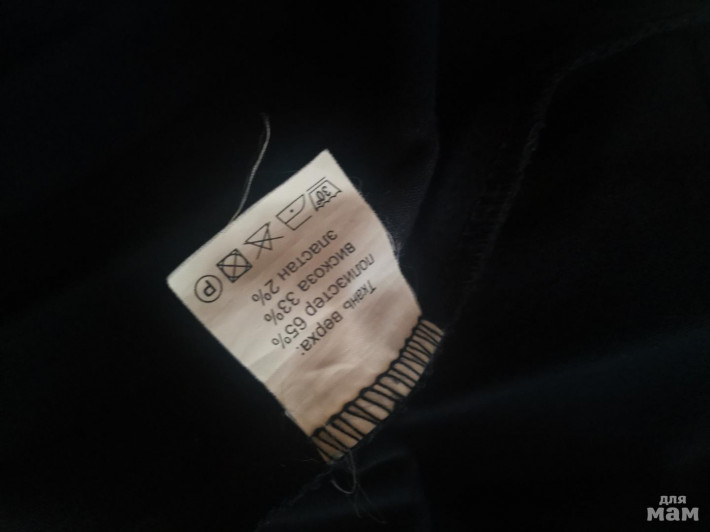 Ткань верха:
полиэстер 65%
вискоза 33%
эластан 2%
30°
P
для
мам